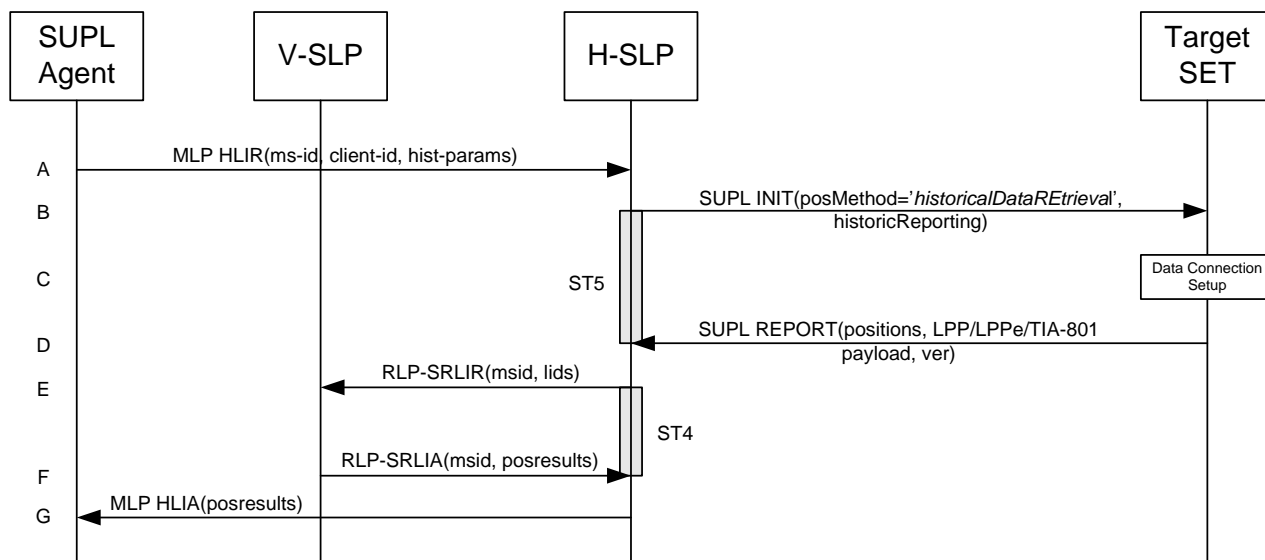 SUPL
Agent
V-SLP
H-SLP
Target
SET
A
MLP HLIR(ms-id, client-id, hist-params)
B
SUPL INIT(posMethod='historicalDataREtrieval',
historicReporting)
C
ST5
Data Connection
Setup
D
SUPL REPORT(positions, LPP/LPPe/TIA-801
payload, ver)
E
RLP-SRLIR(msid, lids)
ST4
F
RLP-SRLIA(msid, posresults)
G
MLP HLIA(posresults)